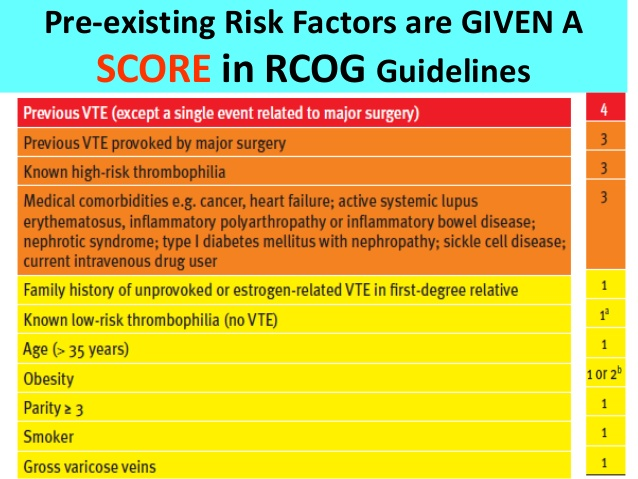 Pre-existing Risk Factors are GIVEN A
SCORE in RCOG Guidelines
Previous VTE (except a single event related to major surgery) 4
Previous VTE provoked by major surgery 3
Known high-risk thrombophilia 3
Medical comorbidities e.g. cancer, heart failure; active systemic lupus 3
erythematosus, inflammatory polyarthropathy or inflammatory bowel disease;
nephrotic syndrome; type I diabetes mellitus with nephropathy; sickle cell disease;
current intravenous drug user
Family history of unprovoked or estrogen-related VTE in first-degree relative 1
Known low-risk thrombophilia (no VTE) 1ᵃ
Age (> 35 years) 1
Obesity 1 or 2ᵇ
Parity ≥ 3 1
Smoker 1
Gross varicose veins 1